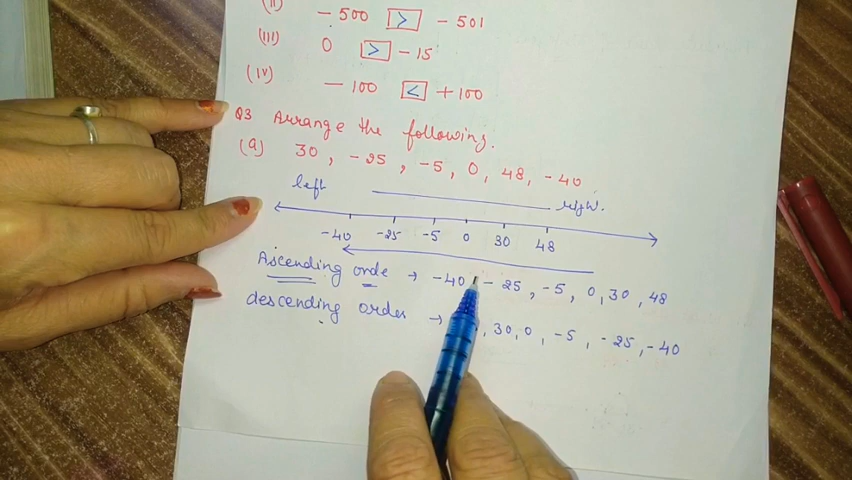 (II) - 500 > - 501
(III) 0 > - 15
(IV) - 100 < + 100
Q3 Arrange the following.
(a) 30 , - 25 , - 5 , 0 , 48 , - 40
left
-40 -25 -5 0 30 48
Ascending orde → -40 , - 25 , -5 , 0 , 30 , 48
descending order → , 30 , 0 , -5 , - 25 , -40